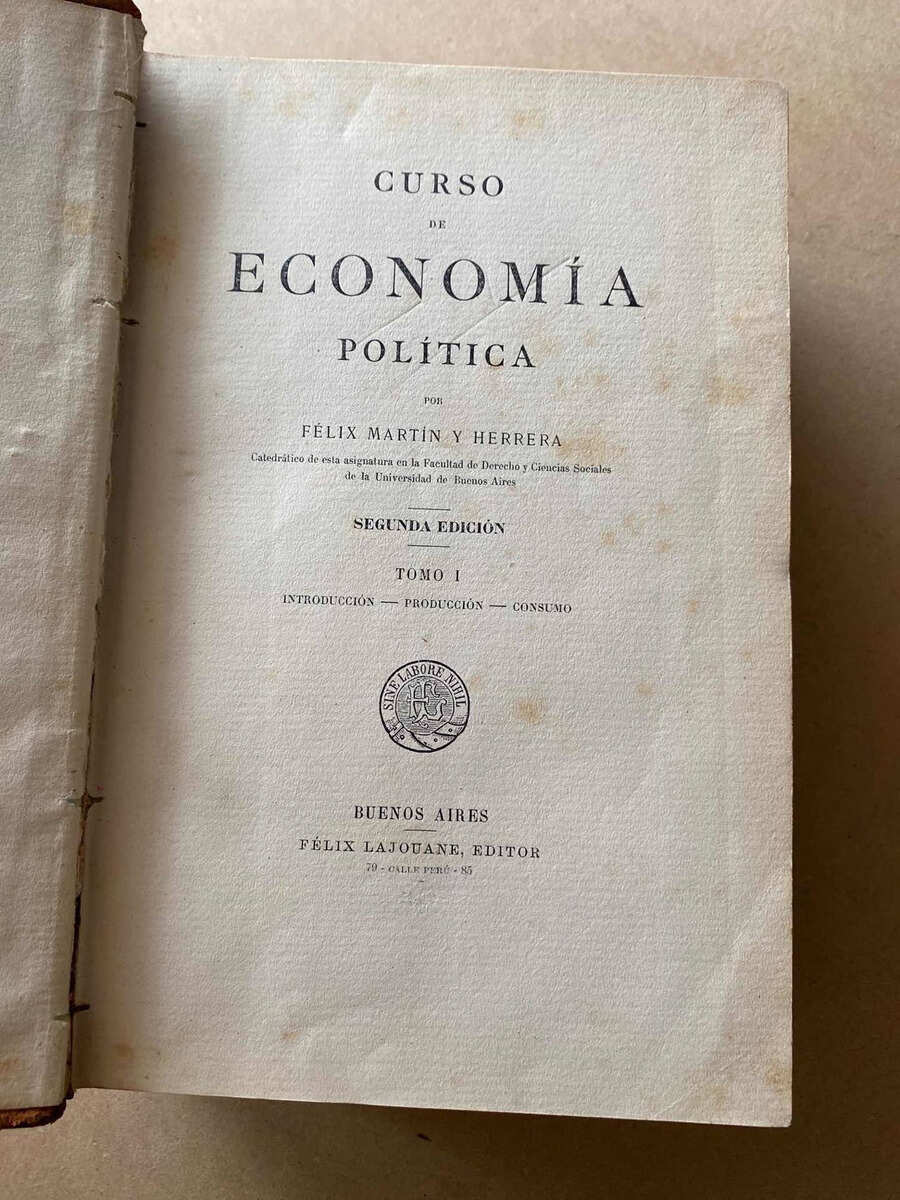 CURSO
DE
ECONOMÍA
POLÍTICA
POR
FÉLIX MARTÍN Y HERRERA
Catedrático de esta asignatura en la Facultad de Derecho y Ciencias Sociales
de la Universidad de Buenos Aires
SEGUNDA EDICIÓN
TOMO I
INTRODUCCIÓN — PRODUCCIÓN — CONSUMO
SINE LABORE NIHIL
FL
BUENOS AIRES
FÉLIX LAJOUANE, EDITOR
79 - CALLE PERÚ - 85